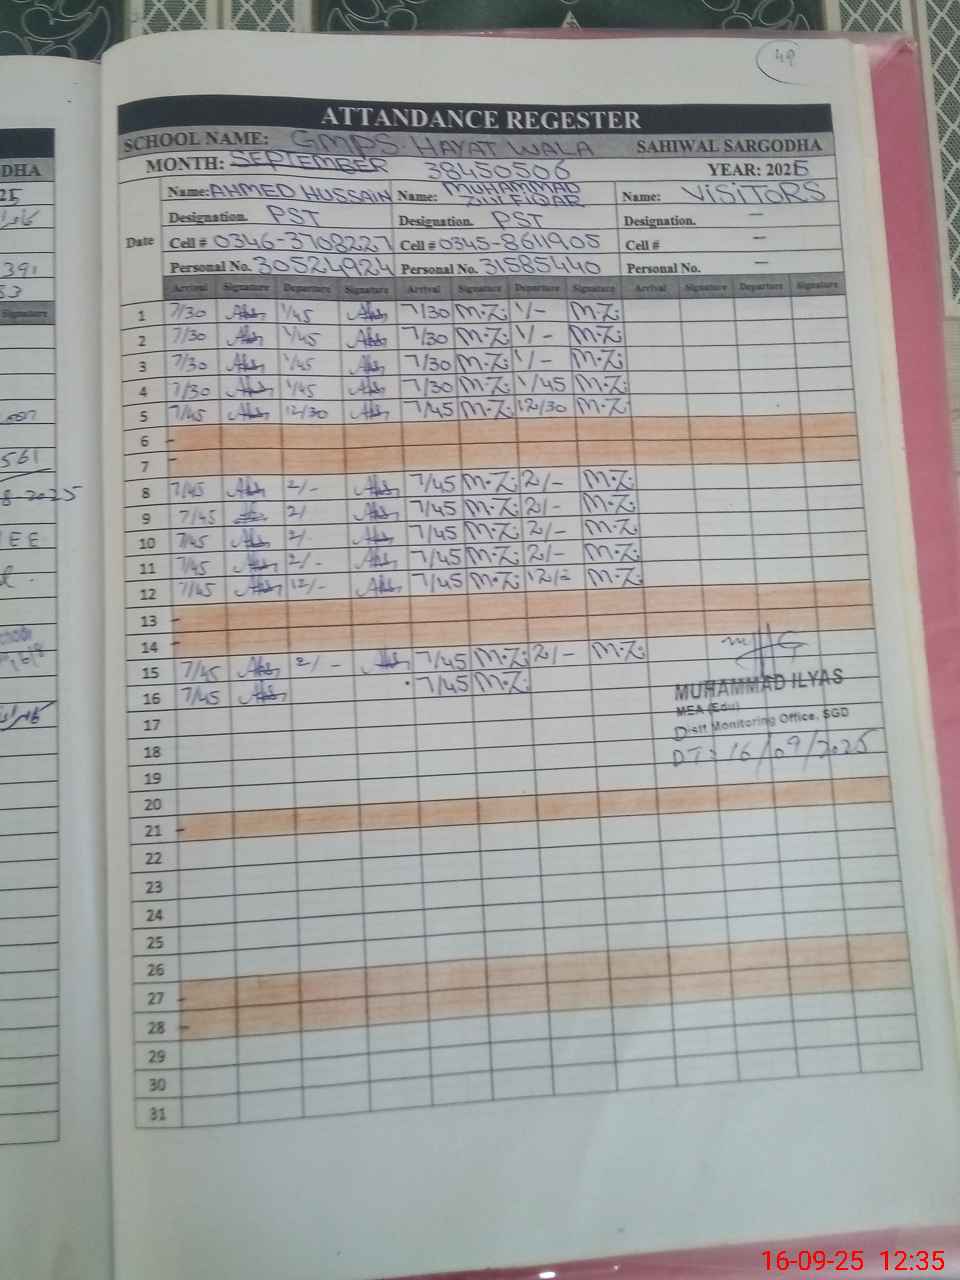 49
ATTANDANCE REGESTER
SCHOOL NAME: GMPS. HAYAT WALA SAHIWAL SARGODHA
MONTH: SEPTEMBER 38450506 YEAR: 2025
Name: AHMED HUSSAIN Name: MUHAMMAD ZULFIQAR Name: VISITORS
Designation. PST Designation. PST Designation. —
Date Cell # 0346-3708227 Cell # 0345-8611905 Cell # —
Personal No. 30524924 Personal No. 31585440 Personal No. —
Arrival Signature Departure Signature Arrival Signature Departure Signature Arrival Signature Departure Signature
1 7/30 1/45 7/30 M.Z. 1/- M.Z.
2 7/30 1/45 7/30 M.Z. 1/- M.Z.
3 7/30 1/45 7/30 M.Z. 1/- M.Z.
4 7/30 1/45 7/30 M.Z. 1/45 M.Z.
5 7/45 12/30 7/45 M.Z. 12/30 M.Z.
6 -
7 -
8 7/45 2/- 7/45 M.Z. 2/- M.Z.
9 7/45 2/ 7/45 M.Z. 2/- M.Z.
10 7/45 2/. 7/45 M.Z. 2/- M.Z.
11 7/45 2/- 7/45 M.Z. 2/- M.Z.
12 7/45 12/- 7/45 M.Z. M.Z.
13 -
14 -
15 7/45 2/- 7/45 M.Z. 2/- M.Z.
16 7/45 7/45 M.Z.
MUHAMMAD ILYAS
MEA (Edu)
Distt Monitoring Office, SGD
DT: 16/09/2025
17
18
19
20
21 -
22
23
24
25
26
27 -
28 -
29
30
31
DHA
391
53
Signature
561
8-2025
EE
16-09-25 12:35